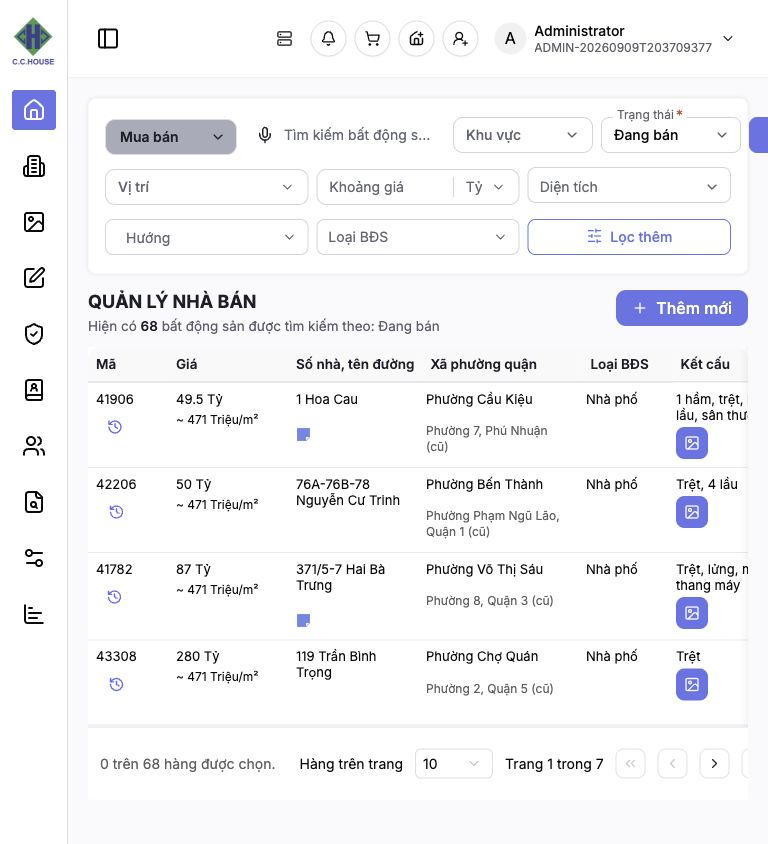 C.C.HOUSE
A
Administrator
ADMIN-20260909T203709377
Mua bán
Tìm kiếm bất động s...
Khu vực
Trạng thái *
Đang bán
Vị trí
Khoảng giá
Tỷ
Diện tích
Hướng
Loại BĐS
Lọc thêm
QUẢN LÝ NHÀ BÁN
Hiện có 68 bất động sản được tìm kiếm theo: Đang bán
+ Thêm mới
Mã Giá Số nhà, tên đường Xã phường quận Loại BĐS Kết cấu
41906 49.5 Tỷ 1 Hoa Cau Phường Cầu Kiệu Nhà phố 1 hầm, trệt,
~ 471 Triệu/m² lầu, sân thượ
Phường 7, Phú Nhuận
(cũ)
42206 50 Tỷ 76A-76B-78 Phường Bến Thành Nhà phố Trệt, 4 lầu
~ 471 Triệu/m² Nguyễn Cư Trinh
Phường Phạm Ngũ Lão,
Quận 1 (cũ)
41782 87 Tỷ 371/5-7 Hai Bà Phường Võ Thị Sáu Nhà phố Trệt, lửng,
~ 471 Triệu/m² Trưng thang máy
Phường 8, Quận 3 (cũ)
43308 280 Tỷ 119 Trần Bình Phường Chợ Quán Nhà phố Trệt
~ 471 Triệu/m² Trọng
Phường 2, Quận 5 (cũ)
0 trên 68 hàng được chọn. Hàng trên trang 10 Trang 1 trong 7